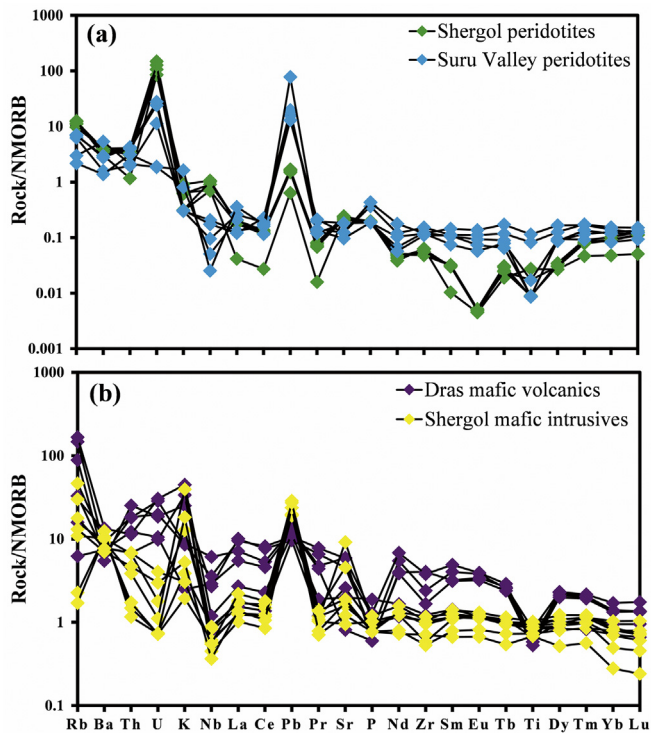 1000
(a)
Shergol peridotites
Suru Valley peridotites
100
10
1
0.1
0.01
0.001
Rock/NMORB
1000
(b)
Dras mafic volcanics
Shergol mafic intrusives
100
10
1
0.1
Rock/NMORB
Rb Ba Th U K Nb La Ce Pb Pr Sr P Nd Zr Sm Eu Tb Ti Dy Tm Yb Lu